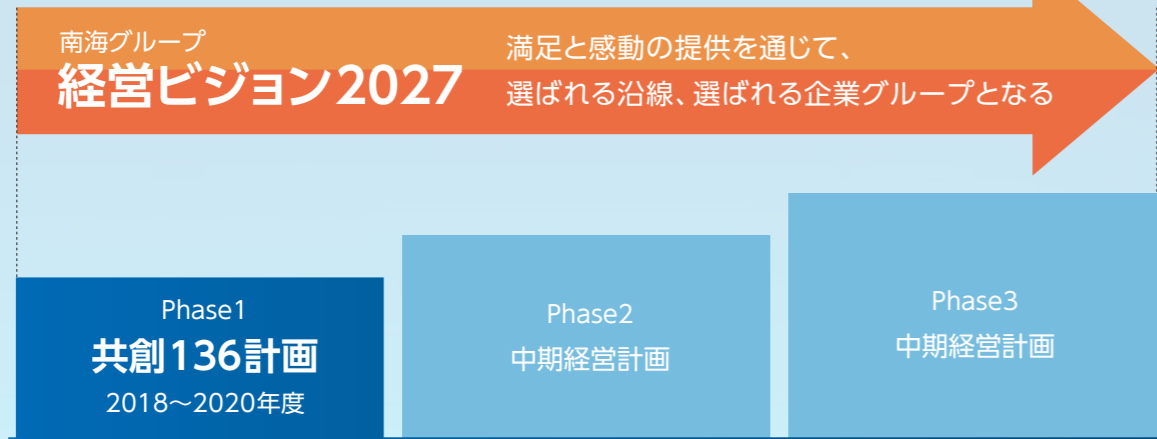 南海グループ
経営ビジョン2027
満足と感動の提供を通じて、
選ばれる沿線、選ばれる企業グループとなる
Phase1
共創136計画
2018〜2020年度
Phase2
中期経営計画
Phase3
中期経営計画